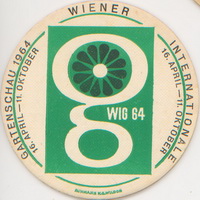 WIENER
INTERNATIONALE
GARTENSCHAU 1964
16. APRIL — 11. OKTOBER
16. APRIL — 11. OKTOBER
WIG 64